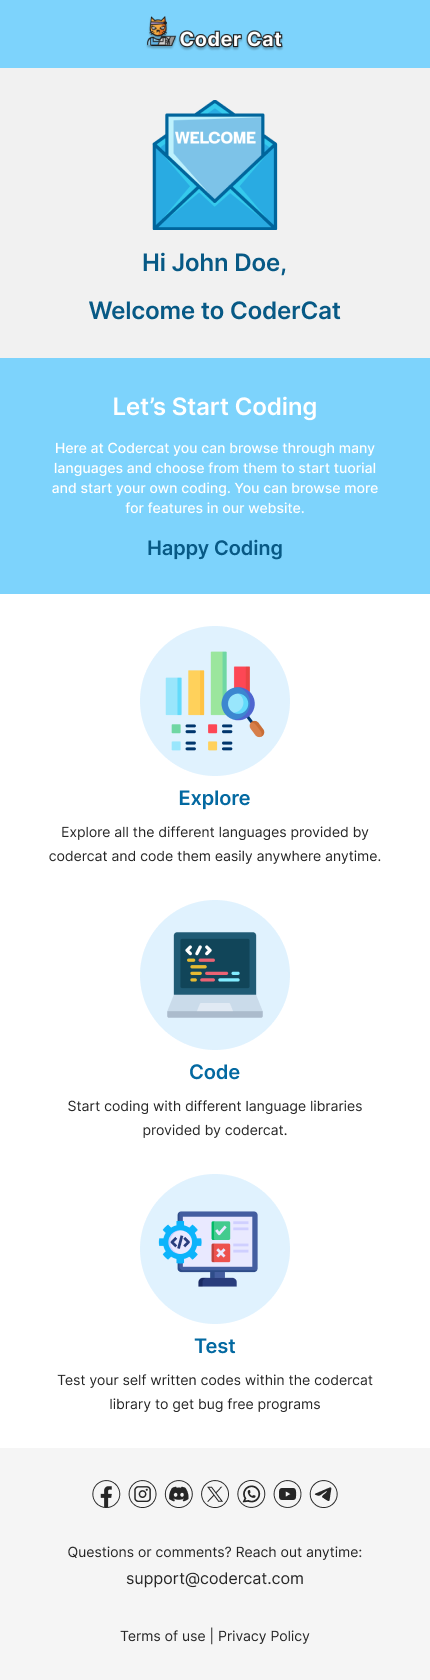 Coder Cat
WELCOME
Hi John Doe,
Welcome to CoderCat
Let’s Start Coding
Here at Codercat you can browse through many
languages and choose from them to start tuorial
and start your own coding. You can browse more
for features in our website.
Happy Coding
Explore
Explore all the different languages provided by
codercat and code them easily anywhere anytime.
</>
Code
Start coding with different language libraries
provided by codercat.
</>
Test
Test your self written codes within the codercat
library to get bug free programs
Questions or comments? Reach out anytime:
support@codercat.com
Terms of use | Privacy Policy